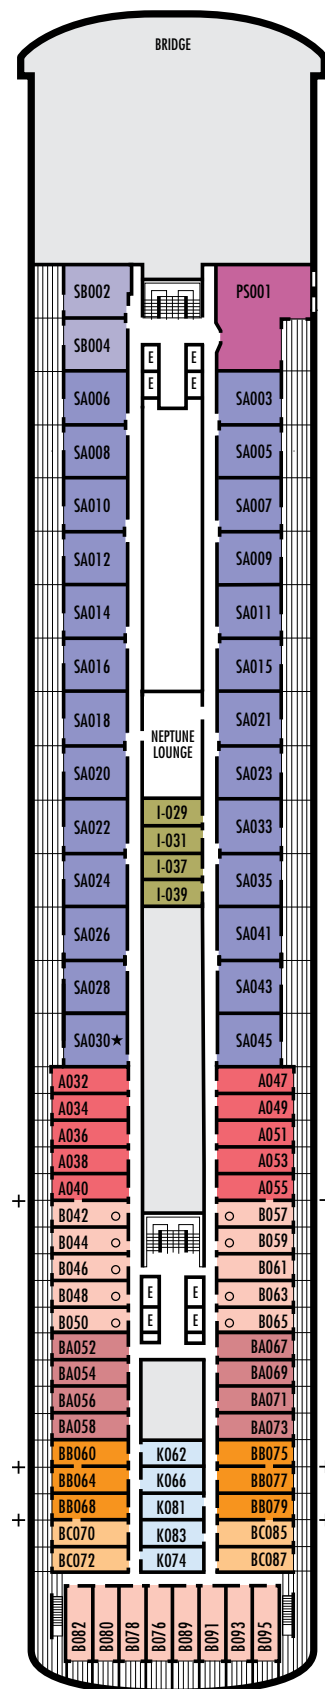 BRIDGE
SB002 PS001
SB004
E E
E E
SA006 SA003
SA008 SA005
SA010 SA007
SA012 SA009
SA014 SA011
SA016 SA015
SA018 SA021
NEPTUNE
LOUNGE
SA020 SA023
I-029
SA022 SA033
I-031
I-037
SA024 SA035
I-039
SA026 SA041
SA028 SA043
SA030★ SA045
A032 A047
A034 A049
A036 A051
A038 A053
A040 A055
B042 B057
B044 B059
B046 B061
B048 E E B063
B050 E E B065
BA052 BA067
BA054 BA069
BA056 BA071
BA058 BA073
BB060 K062 BB075
BB064 K066 BB077
BB068 K081 BB079
BC070 K083 BC085
BC072 K074 BC087
B082 B080 B078 B076 B089 B091 B093 B095